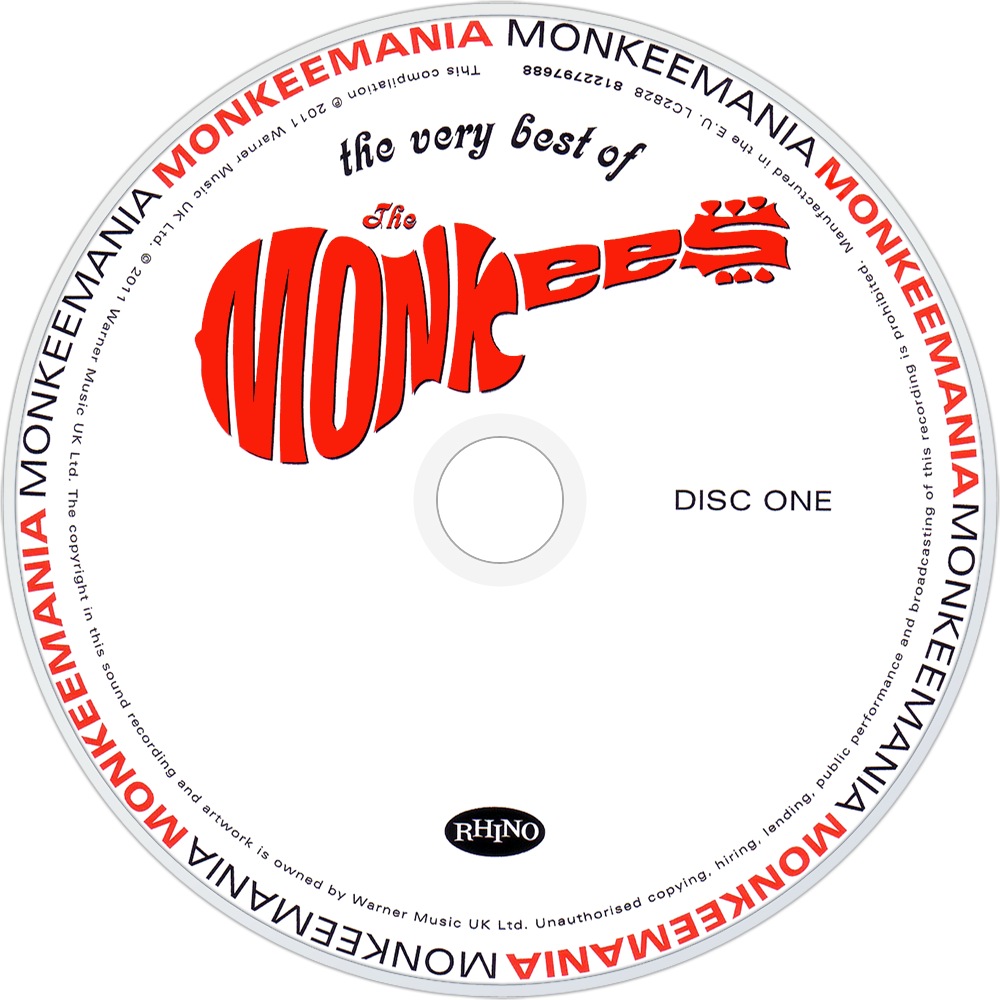 MONKEEMANIA MONKEEMANIA MONKEEMANIA MONKEEMANIA MONKEEMANIA MONKEEMANIA MONKEEMANIA MONKEEMANIA
This compilation ℗ 2011 Warner Music UK Ltd. © 2011 Warner Music UK Ltd. The copyright in this sound recording and artwork is owned by Warner Music UK Ltd. Unauthorised copying, hiring, lending, public performance and broadcasting of this recording is prohibited. Manufactured in the E.U. LC2828 8122797688
the very best of
The
MONKEES
DISC ONE
RHINO